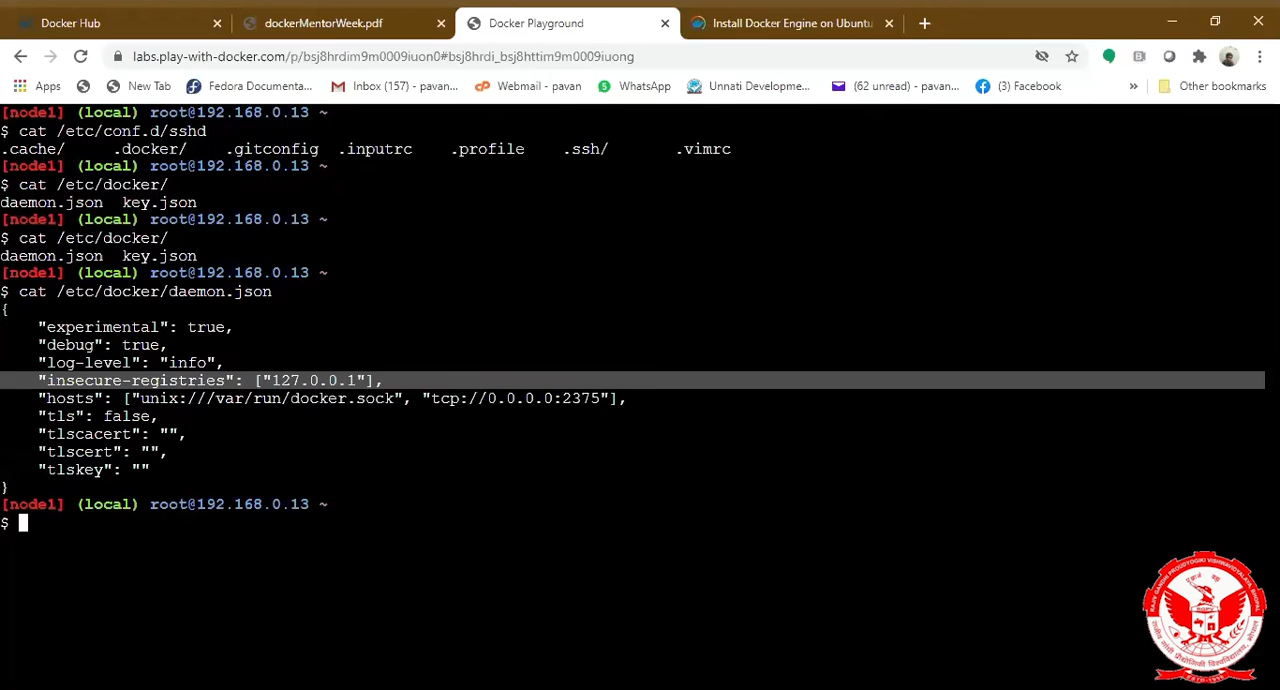 Docker Hub
dockerMentorWeek.pdf
Docker Playground
Install Docker Engine on Ubuntu
labs.play-with-docker.com/p/bsj8hrdim9m0009iuon0#bsj8hrdi_bsj8httim9m0009iuong
Apps
New Tab
Fedora Documenta...
Inbox (157) - pavan...
Webmail - pavan
WhatsApp
Unnati Developme...
(62 unread) - pavan...
(3) Facebook
»
Other bookmarks
[node1] (local) root@192.168.0.13 ~
$ cat /etc/conf.d/sshd
.cache/ .docker/ .gitconfig .inputrc .profile .ssh/ .vimrc
[node1] (local) root@192.168.0.13 ~
$ cat /etc/docker/
daemon.json key.json
[node1] (local) root@192.168.0.13 ~
$ cat /etc/docker/
daemon.json key.json
[node1] (local) root@192.168.0.13 ~
$ cat /etc/docker/daemon.json
{
"experimental": true,
"debug": true,
"log-level": "info",
"insecure-registries": ["127.0.0.1"],
"hosts": ["unix:///var/run/docker.sock", "tcp://0.0.0.0:2375"],
"tls": false,
"tlscacert": "",
"tlscert": "",
"tlskey": ""
}
[node1] (local) root@192.168.0.13 ~
$